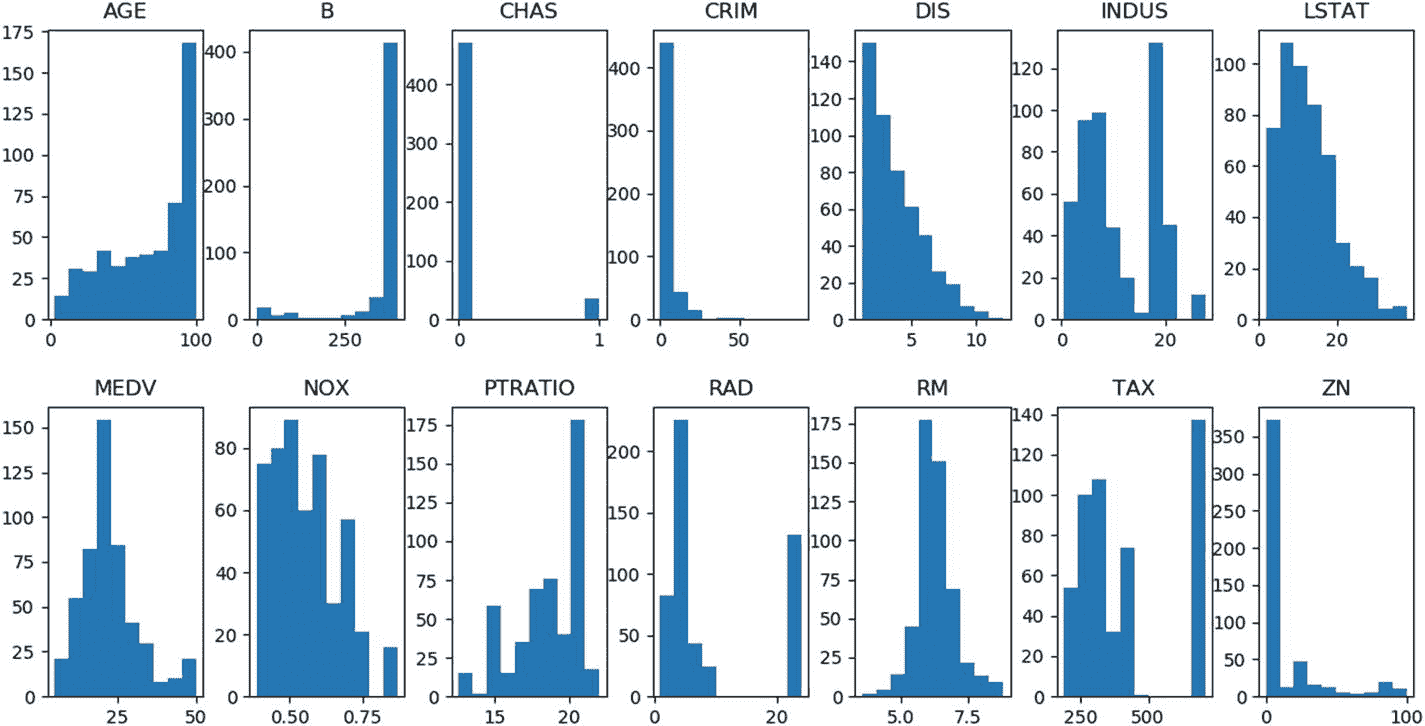 AGE B CHAS CRIM DIS INDUS LSTAT
175 150 125 100 75 50 25 0
400 300 200 100 0
400 300 200 100 0
400 300 200 100 0
140 120 100 80 60 40 20 0
120 100 80 60 40 20 0
100 80 60 40 20 0
0 100 0 250 0 1 0 50 5 10 0 20 0 20
MEDV NOX PTRATIO RAD RM TAX ZN
150 125 100 75 50 25 0
80 60 40 20 0
175 150 125 100 75 50 25 0
200 150 100 50 0
175 150 125 100 75 50 25 0
140 120 100 80 60 40 20 0
350 300 250 200 150 100 50 0
25 50 0.50 0.75 15 20 0 20 5.0 7.5 250 500 0 100